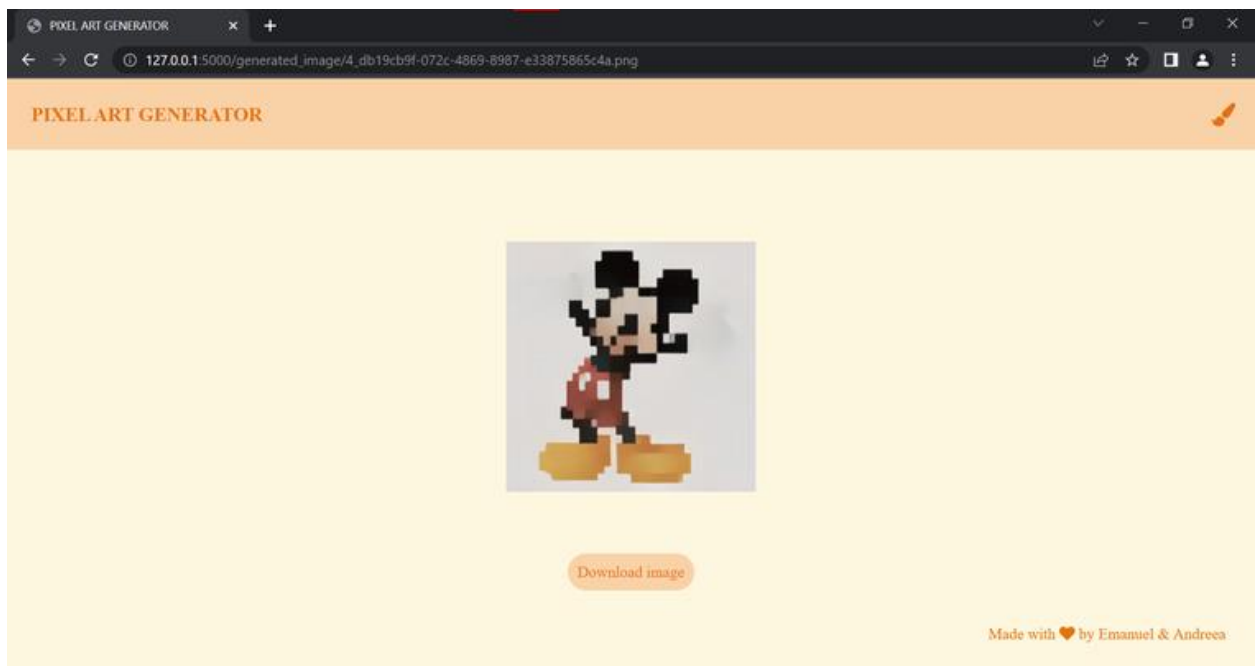 PIXEL ART GENERATOR
127.0.0.1:5000/generated_image/4_db19cb9f-072c-4869-8987-e33875865c4a.png
PIXEL ART GENERATOR
Download image
Made with ❤ by Emanuel & Andreea